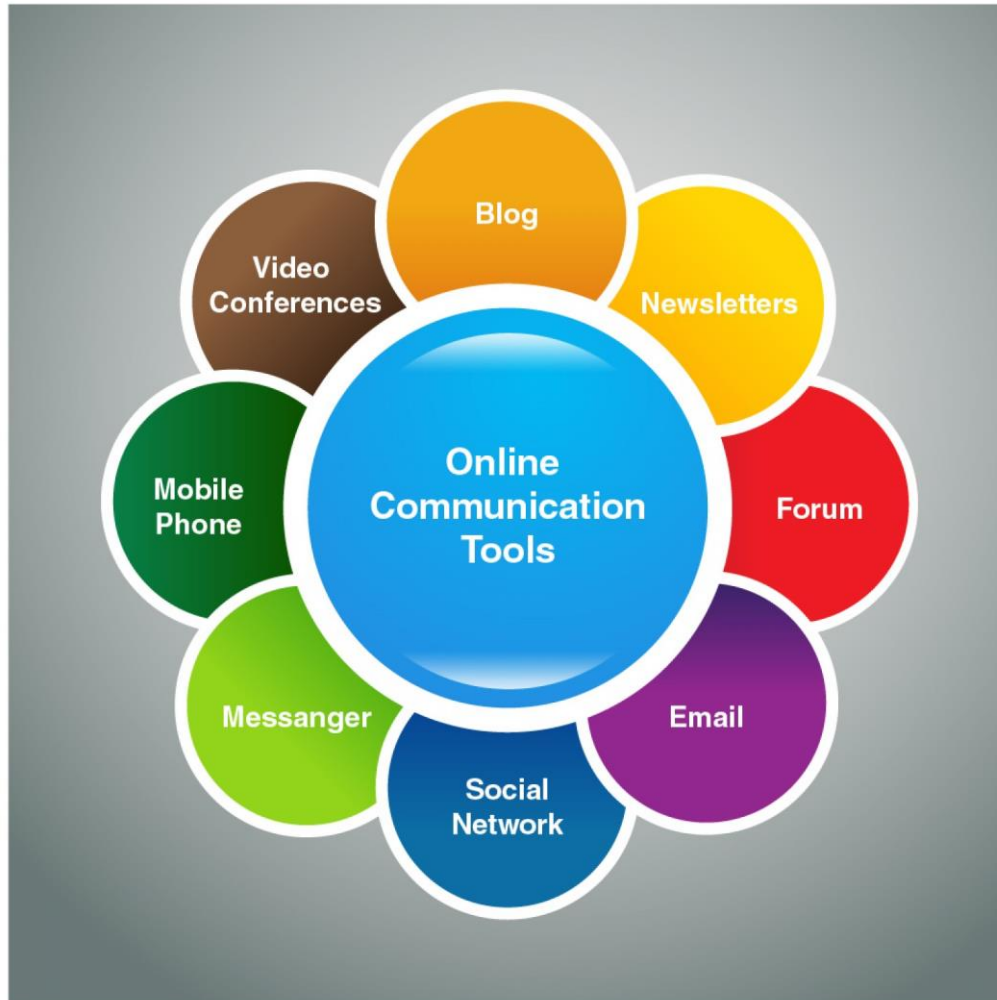 Blog
Newsletters
Forum
Email
Social
Network
Messanger
Mobile
Phone
Video
Conferences
Online
Communication
Tools